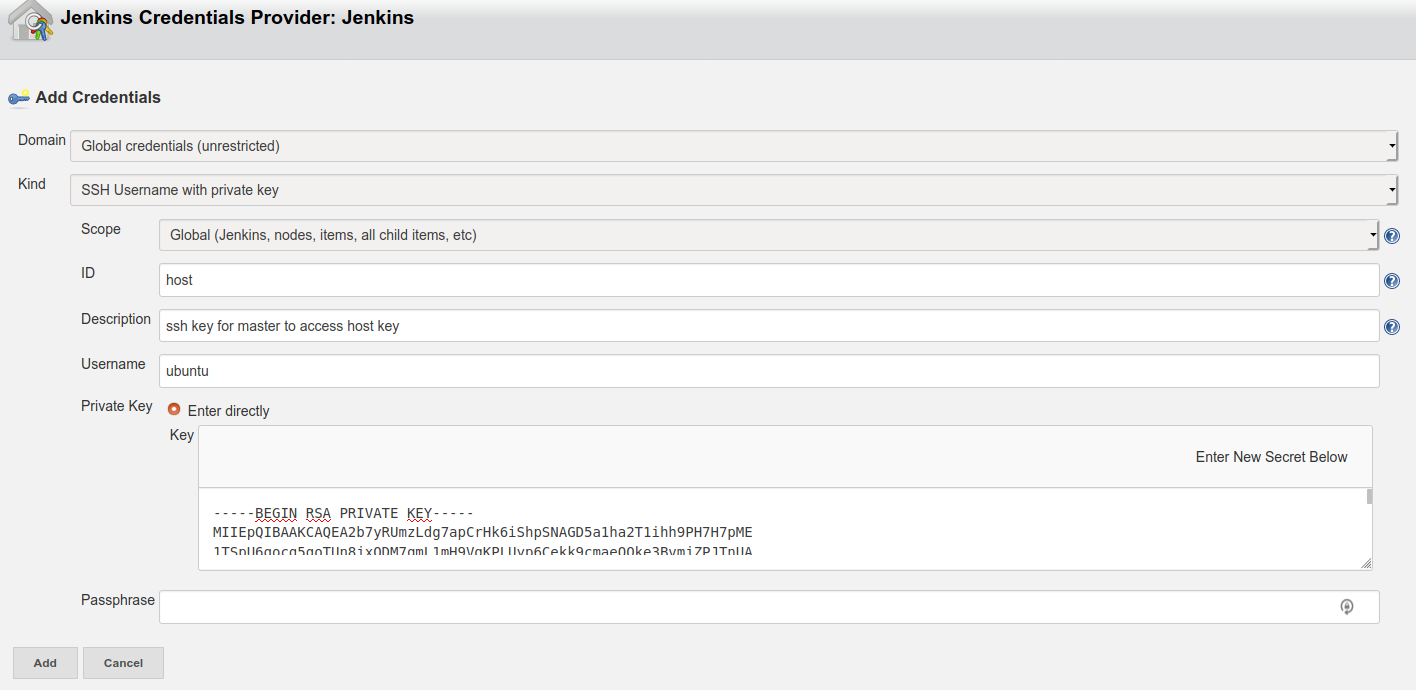 Jenkins Credentials Provider: Jenkins
Add Credentials
Domain Global credentials (unrestricted)
Kind SSH Username with private key
Scope Global (Jenkins, nodes, items, all child items, etc)
ID host
Description ssh key for master to access host key
Username ubuntu
Private Key Enter directly
Key
Enter New Secret Below
-----BEGIN RSA PRIVATE KEY-----
MIIEpQIBAAKCAQEA2b7yRUmzLdg7apCrHk6iShpSNAGD5a1ha2T1ihh9PH7H7pME
Passphrase
Add Cancel